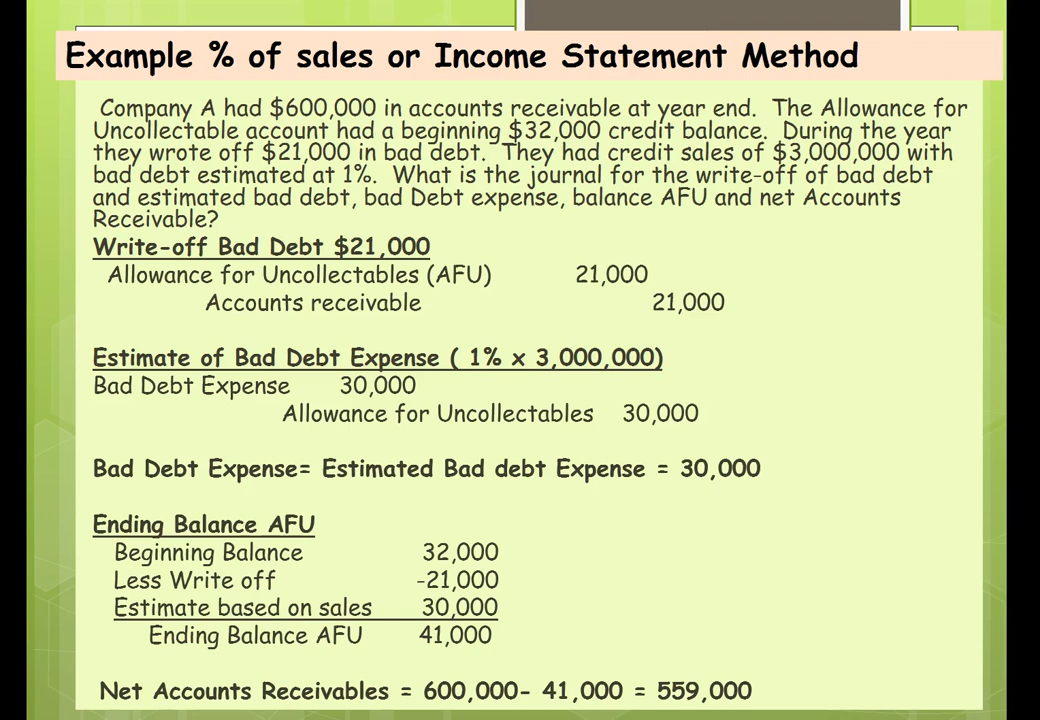 Example % of sales or Income Statement Method
Company A had $600,000 in accounts receivable at year end. The Allowance for
Uncollectable account had a beginning $32,000 credit balance. During the year
they wrote off $21,000 in bad debt. They had credit sales of $3,000,000 with
bad debt estimated at 1%. What is the journal for the write-off of bad debt
and estimated bad debt, bad Debt expense, balance AFU and net Accounts
Receivable?
Write-off Bad Debt $21,000
Allowance for Uncollectables (AFU) 21,000
Accounts receivable 21,000
Estimate of Bad Debt Expense ( 1% x 3,000,000)
Bad Debt Expense 30,000
Allowance for Uncollectables 30,000
Bad Debt Expense= Estimated Bad debt Expense = 30,000
Ending Balance AFU
Beginning Balance 32,000
Less Write off -21,000
Estimate based on sales 30,000
Ending Balance AFU 41,000
Net Accounts Receivables = 600,000- 41,000 = 559,000